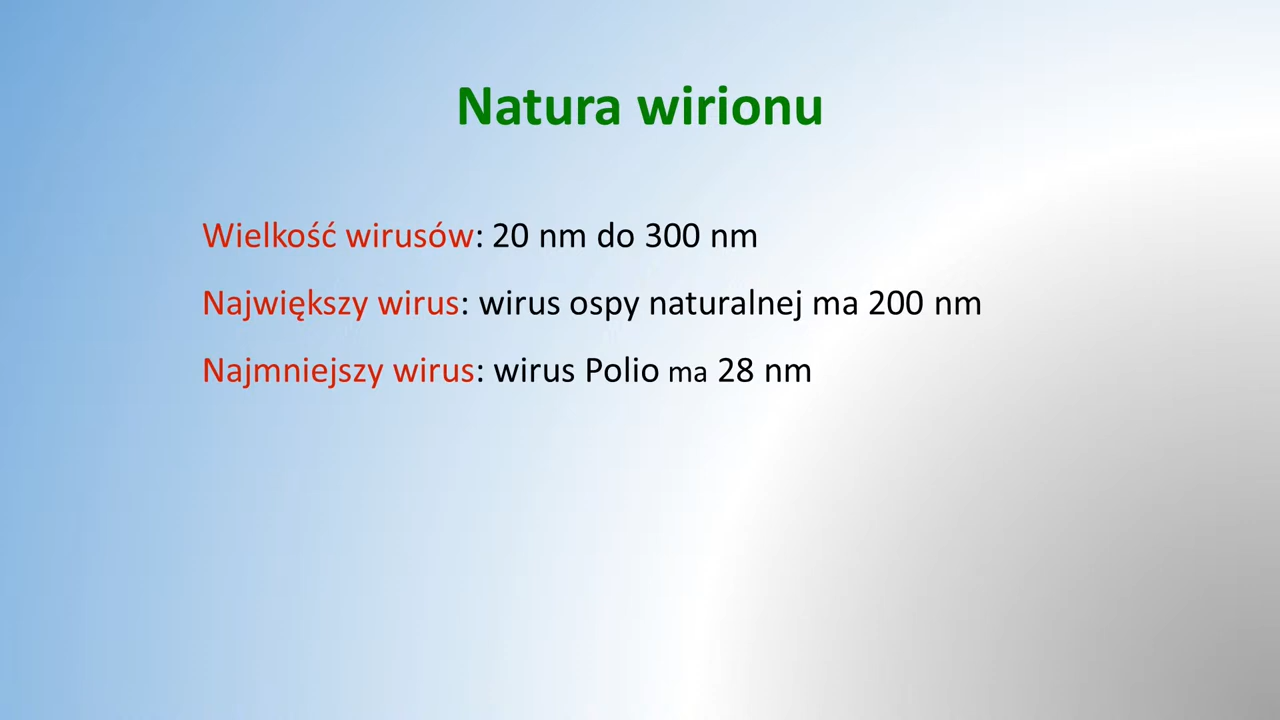 Natura wirionu
Wielkość wirusów: 20 nm do 300 nm
Największy wirus: wirus ospy naturalnej ma 200 nm
Najmniejszy wirus: wirus Polio ma 28 nm